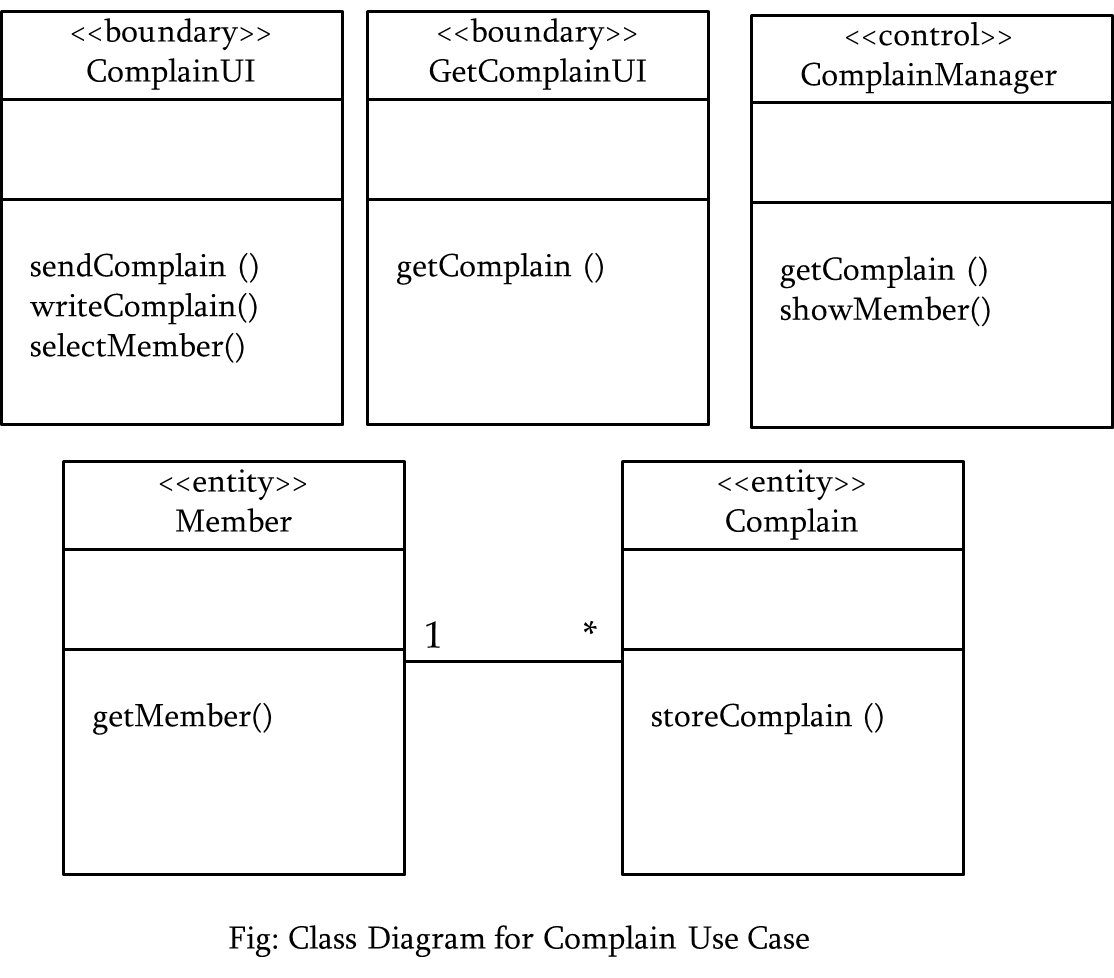 <<boundary>>
ComplainUI
<<boundary>>
GetComplainUI
<<control>>
ComplainManager
sendComplain ()
writeComplain()
selectMember()
getComplain ()
getComplain ()
showMember()
<<entity>>
Member
<<entity>>
Complain
1
*
getMember()
storeComplain ()
Fig: Class Diagram for Complain Use Case